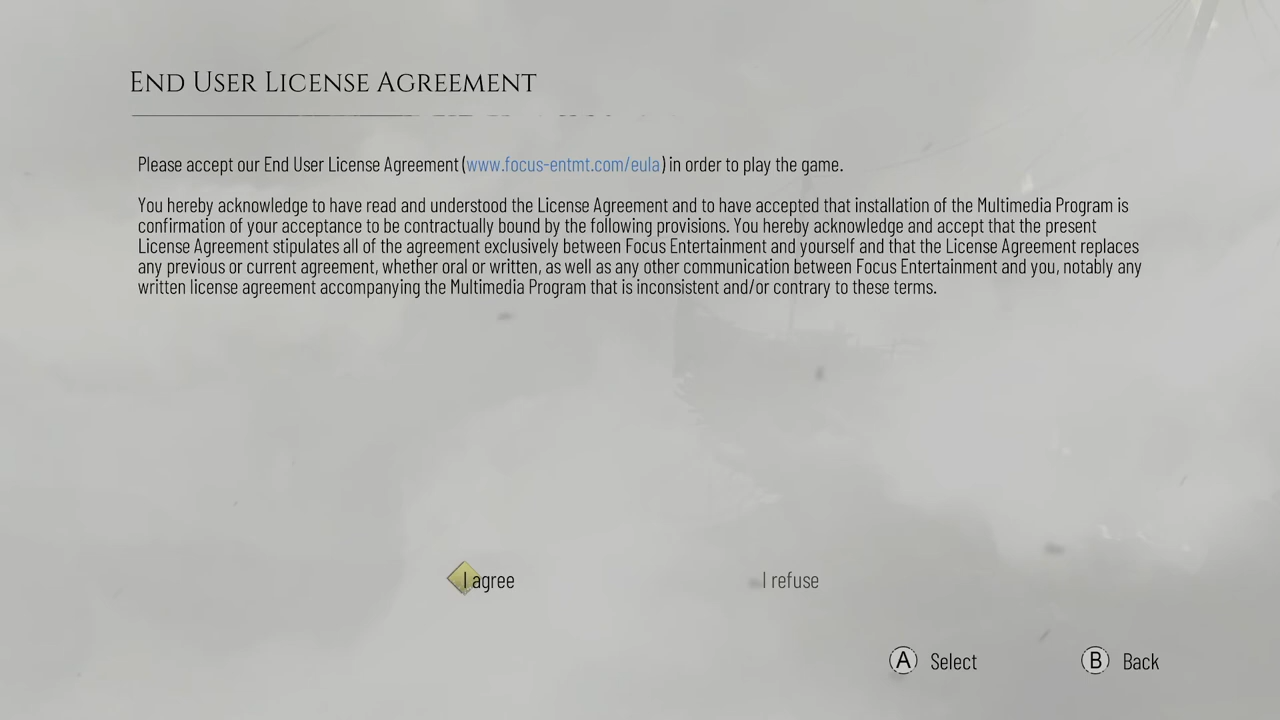 END USER LICENSE AGREEMENT
Please accept our End User License Agreement (www.focus-entmt.com/eula) in order to play the game.
You hereby acknowledge to have read and understood the License Agreement and to have accepted that installation of the Multimedia Program is
confirmation of your acceptance to be contractually bound by the following provisions. You hereby acknowledge and accept that the present
License Agreement stipulates all of the agreement exclusively between Focus Entertainment and yourself and that the License Agreement replaces
any previous or current agreement, whether oral or written, as well as any other communication between Focus Entertainment and you, notably any
written license agreement accompanying the Multimedia Program that is inconsistent and/or contrary to these terms.
I agree
I refuse
A Select
B Back